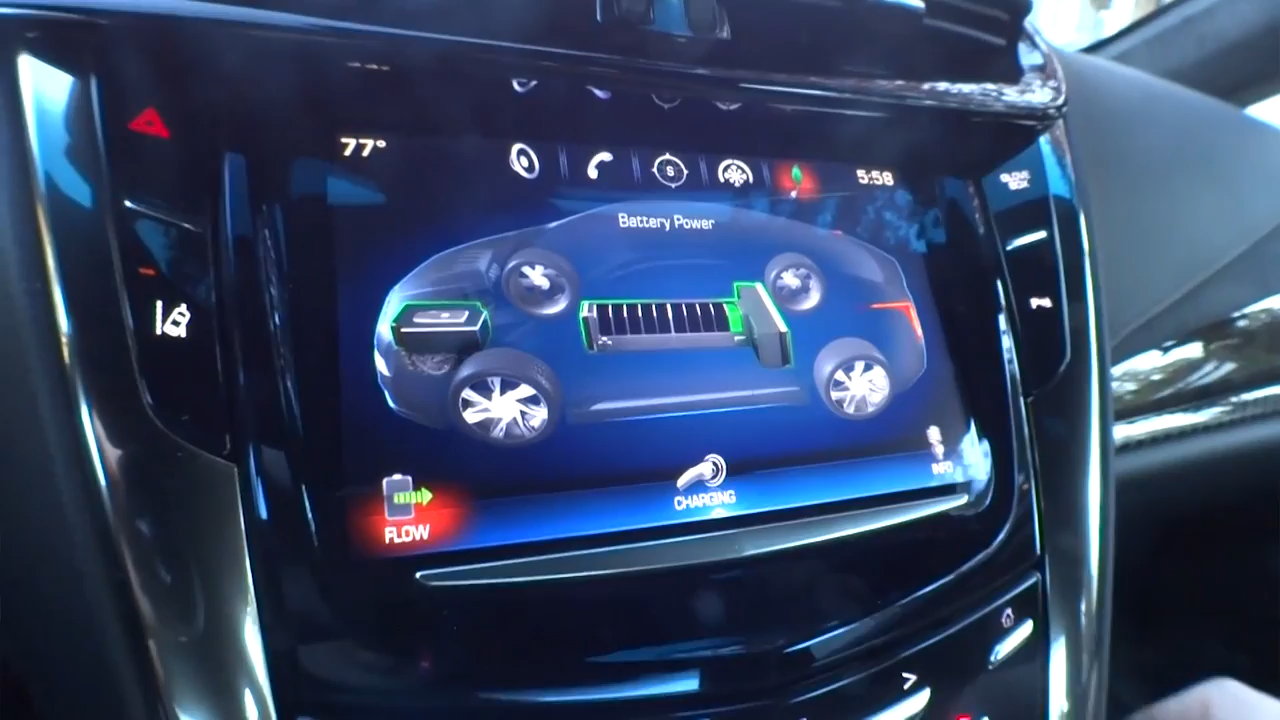 77°
S
5:58
GLOVE
BOX
Battery Power
INFO
CHARGING
FLOW